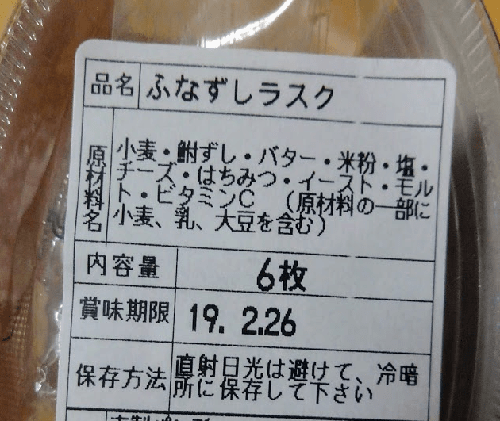 品名 ふなずしラスク
原材料名 小麦・鮒ずし・バター・米粉・塩・
チーズ・はちみつ・イースト・モル
ト・ビタミンC (原材料の一部に
小麦、乳、大豆を含む)
内容量 6枚
賞味期限 19.2.26
保存方法 直射日光は避けて、冷暗
所に保存して下さい